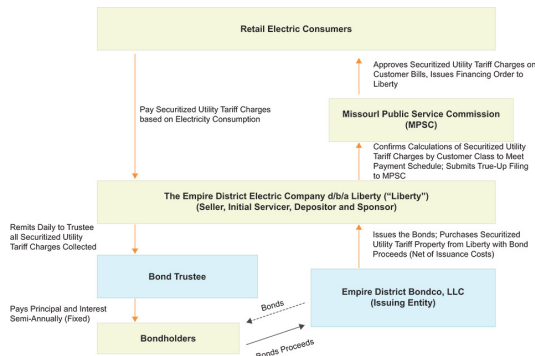 Retail Electric Consumers
Approves Securitized Utility Tariff Charges on
Customer Bills, Issues Financing Order to
Liberty
Pay Securitized Utility Tariff Charges
based on Electricity Consumption
Missouri Public Service Commission
(MPSC)
Confirms Calculations of Securitized Utility
Tariff Charges by Customer Class to Meet
Payment Schedule; Submits True-Up Filing
to MPSC
The Empire District Electric Company d/b/a Liberty (“Liberty”)
(Seller, Initial Servicer, Depositor and Sponsor)
Remits Daily to Trustee
all Securitized Utility
Tariff Charges Collected
Issues the Bonds; Purchases Securitized
Utility Tariff Property from Liberty with Bond
Proceeds (Net of Issuance Costs)
Bond Trustee
Empire District Bondco, LLC
(Issuing Entity)
Pays Principal and Interest
Semi-Annually (Fixed)
Bonds
Bondholders
Bonds Proceeds